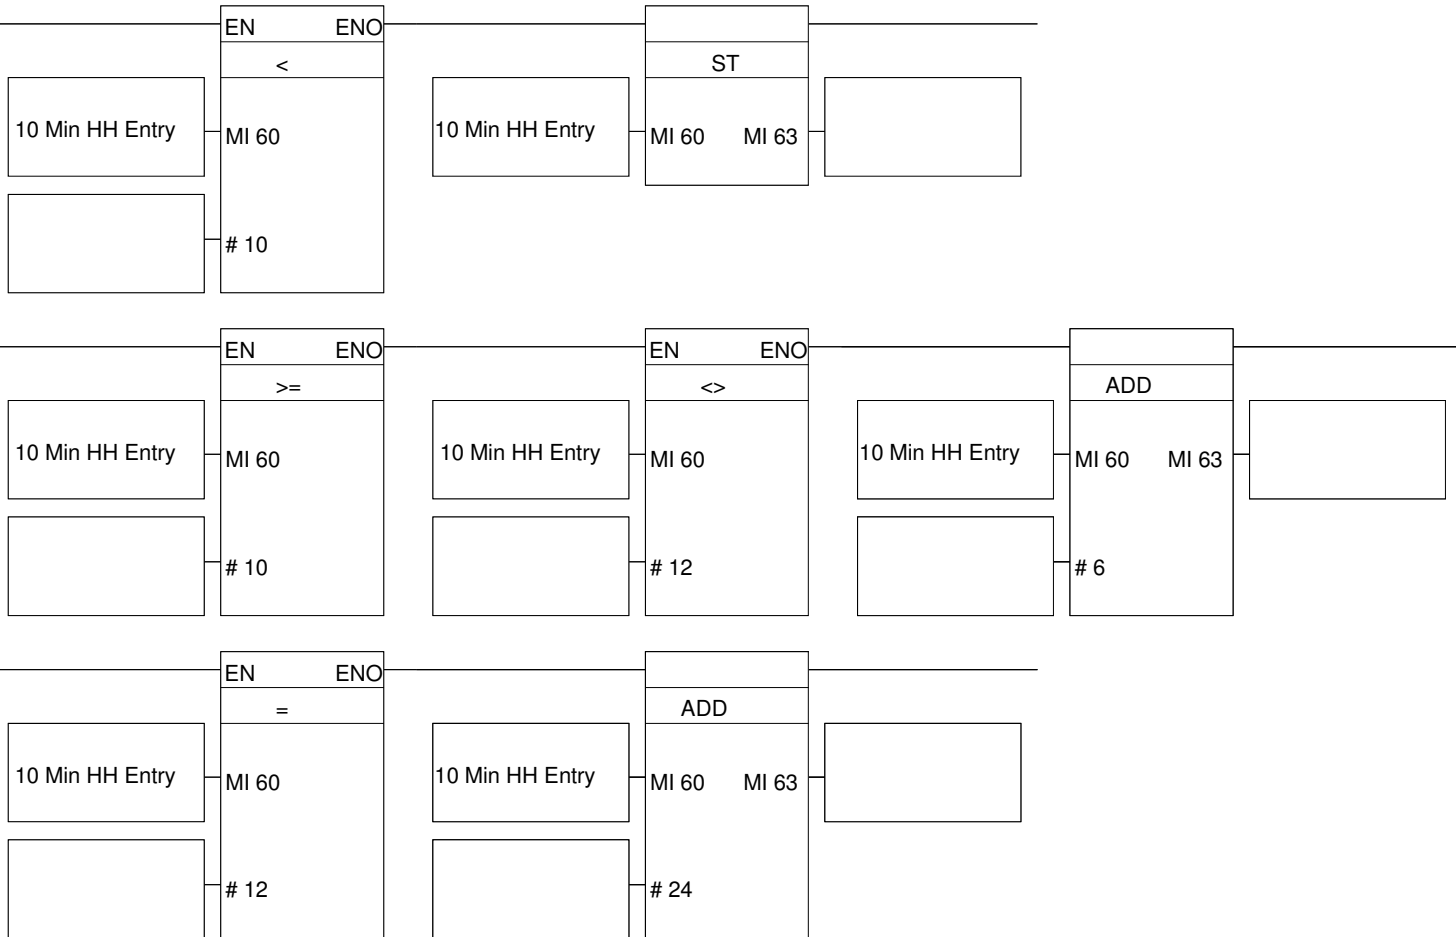 EN ENO
<
ST
10 Min HH Entry MI 60 10 Min HH Entry MI 60 MI 63
# 10
EN ENO EN ENO
>= <> ADD
10 Min HH Entry MI 60 10 Min HH Entry MI 60 10 Min HH Entry MI 60 MI 63
# 10 # 12 # 6
EN ENO
= ADD
10 Min HH Entry MI 60 10 Min HH Entry MI 60 MI 63
# 12 # 24